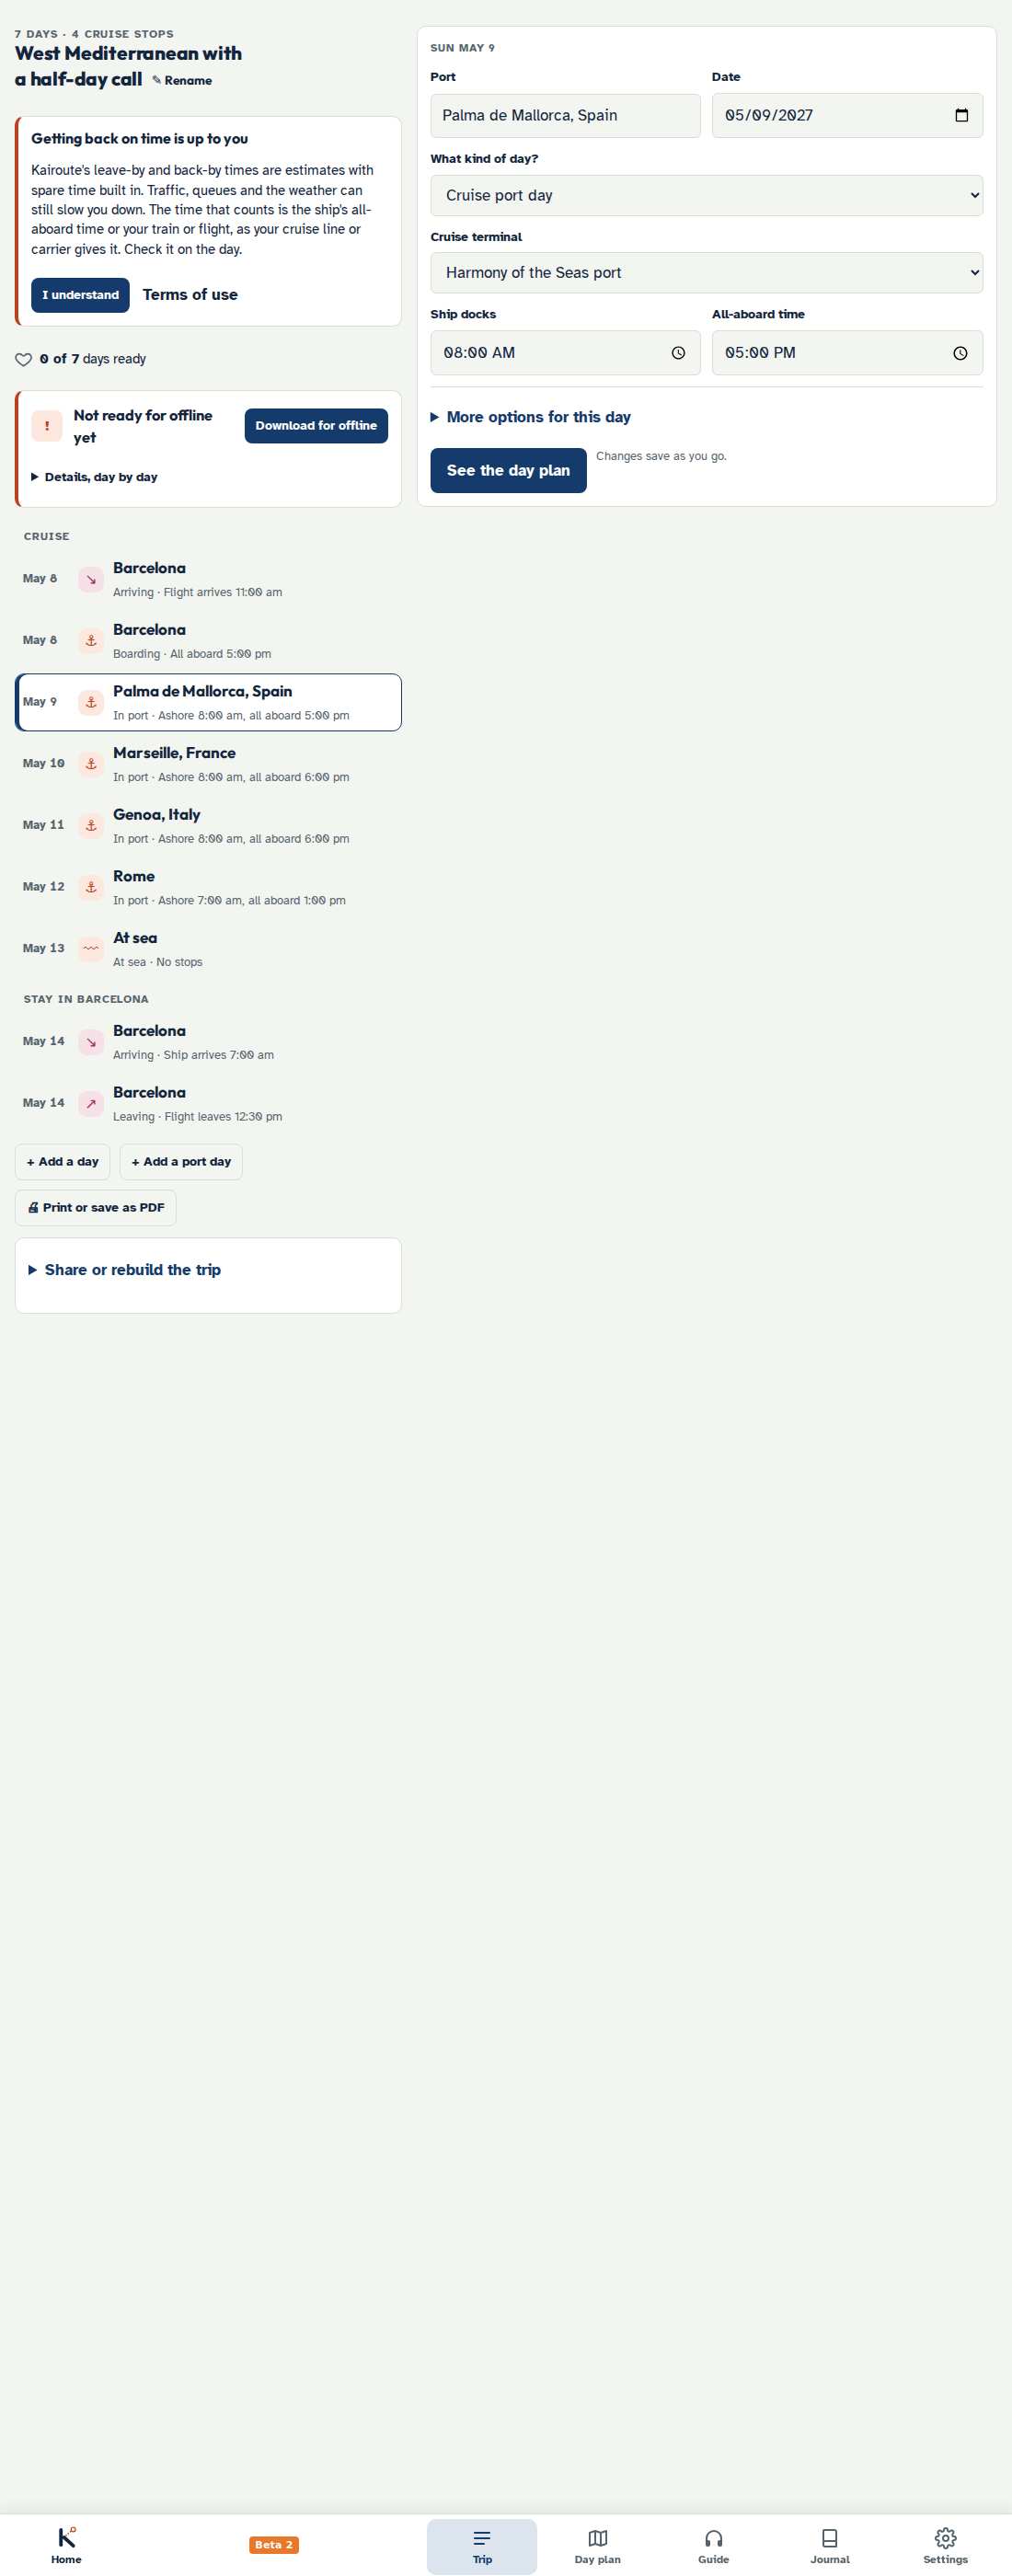 7 DAYS · 4 CRUISE STOPS
West Mediterranean with
a half-day call ✎ Rename
Getting back on time is up to you
Kairoute's leave-by and back-by times are estimates with
spare time built in. Traffic, queues and the weather can
still slow you down. The time that counts is the ship's all-
aboard time or your train or flight, as your cruise line or
carrier gives it. Check it on the day.
I understand
Terms of use
0 of 7 days ready
!
Not ready for offline
yet
Download for offline
Details, day by day
CRUISE
May 8
Barcelona
Arriving · Flight arrives 11:00 am
May 8
Barcelona
Boarding · All aboard 5:00 pm
May 9
Palma de Mallorca, Spain
In port · Ashore 8:00 am, all aboard 5:00 pm
May 10
Marseille, France
In port · Ashore 8:00 am, all aboard 6:00 pm
May 11
Genoa, Italy
In port · Ashore 8:00 am, all aboard 6:00 pm
May 12
Rome
In port · Ashore 7:00 am, all aboard 1:00 pm
May 13
At sea
At sea · No stops
STAY IN BARCELONA
May 14
Barcelona
Arriving · Ship arrives 7:00 am
May 14
Barcelona
Leaving · Flight leaves 12:30 pm
+ Add a day
+ Add a port day
Print or save as PDF
Share or rebuild the trip
SUN MAY 9
Port
Date
Palma de Mallorca, Spain
05/09/2027
What kind of day?
Cruise port day
Cruise terminal
Harmony of the Seas port
Ship docks
All-aboard time
08:00 AM
05:00 PM
More options for this day
See the day plan
Changes save as you go.
Home
Beta 2
Trip
Day plan
Guide
Journal
Settings